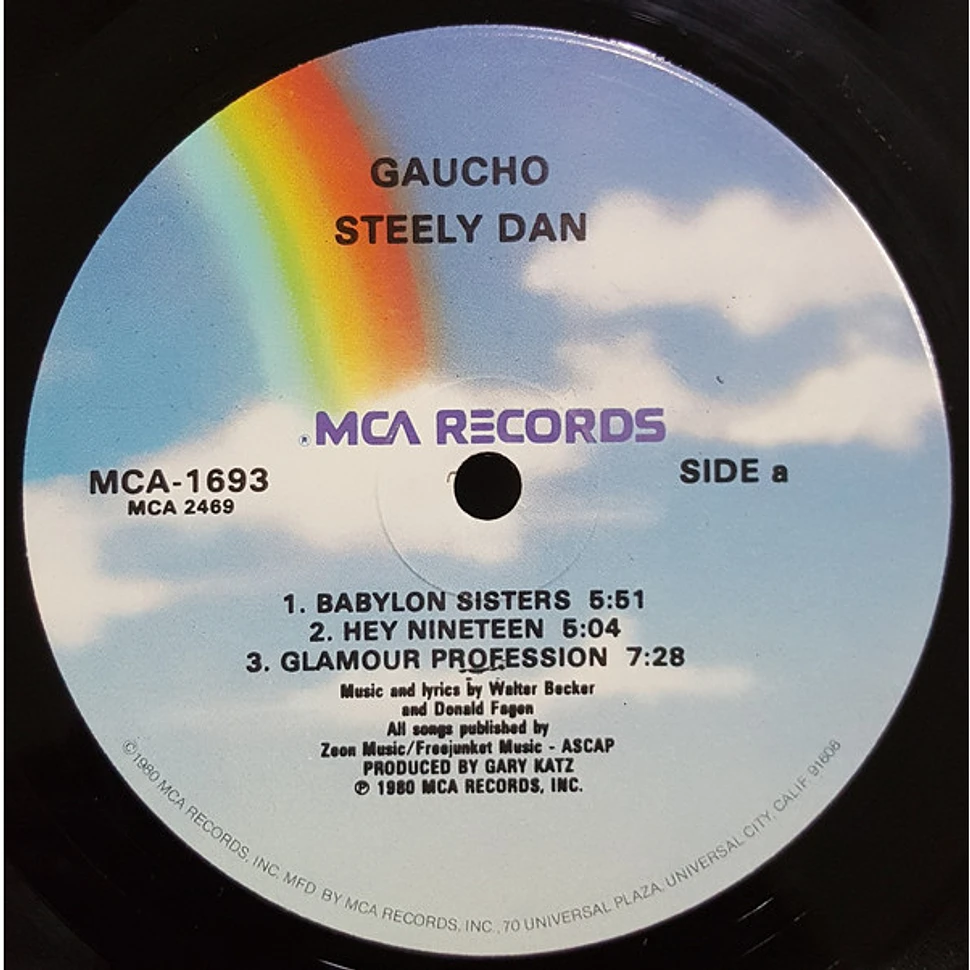 GAUCHO
STEELY DAN
® MCA RECORDS
MCA-1693
MCA 2469
SIDE a
1. BABYLON SISTERS 5:51
2. HEY NINETEEN 5:04
3. GLAMOUR PROFESSION 7:28
Music and lyrics by Walter Becker
and Donald Fagen
All songs published by
Zeon Music/Freejunket Music - ASCAP
PRODUCED BY GARY KATZ
℗ 1980 MCA RECORDS, INC.
©1980 MCA RECORDS, INC. MFD. BY MCA RECORDS, INC., 70 UNIVERSAL PLAZA, UNIVERSAL CITY, CALIF. 91608